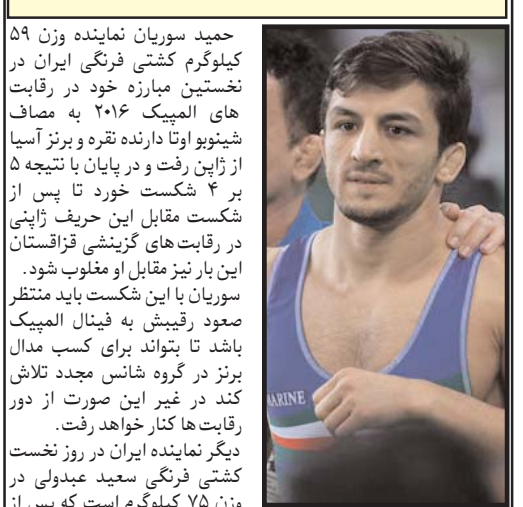 حمید سوریان نماینده وزن ۵۹
کیلوگرم کشتی فرنگی ایران در
نخستین مبارزه خود در رقابت
های المپیک ۲۰۱۶ به مصاف
شینوبو اوتا دارنده نقره و برنز آسیا
از ژاپن رفت و در پایان با نتیجه ۵
بر ۴ شکست خورد تا پس از
شکست مقابل این حریف ژاپنی
در رقابت های گزینشی قزاقستان
این بار نیز مقابل او مغلوب شود.
سوریان با این شکست باید منتظر
صعود رقیبش به فینال المپیک
باشد تا بتواند برای کسب مدال
برنز در گروه شانس مجدد تلاش
کند در غیر این صورت از دور
رقابت ها کنار خواهد رفت.
دیگر نماینده ایران در روز نخست
کشتی فرنگی سعید عبدولی در
وزن ۷۵ کیلوگرم است که پس از
MARINE